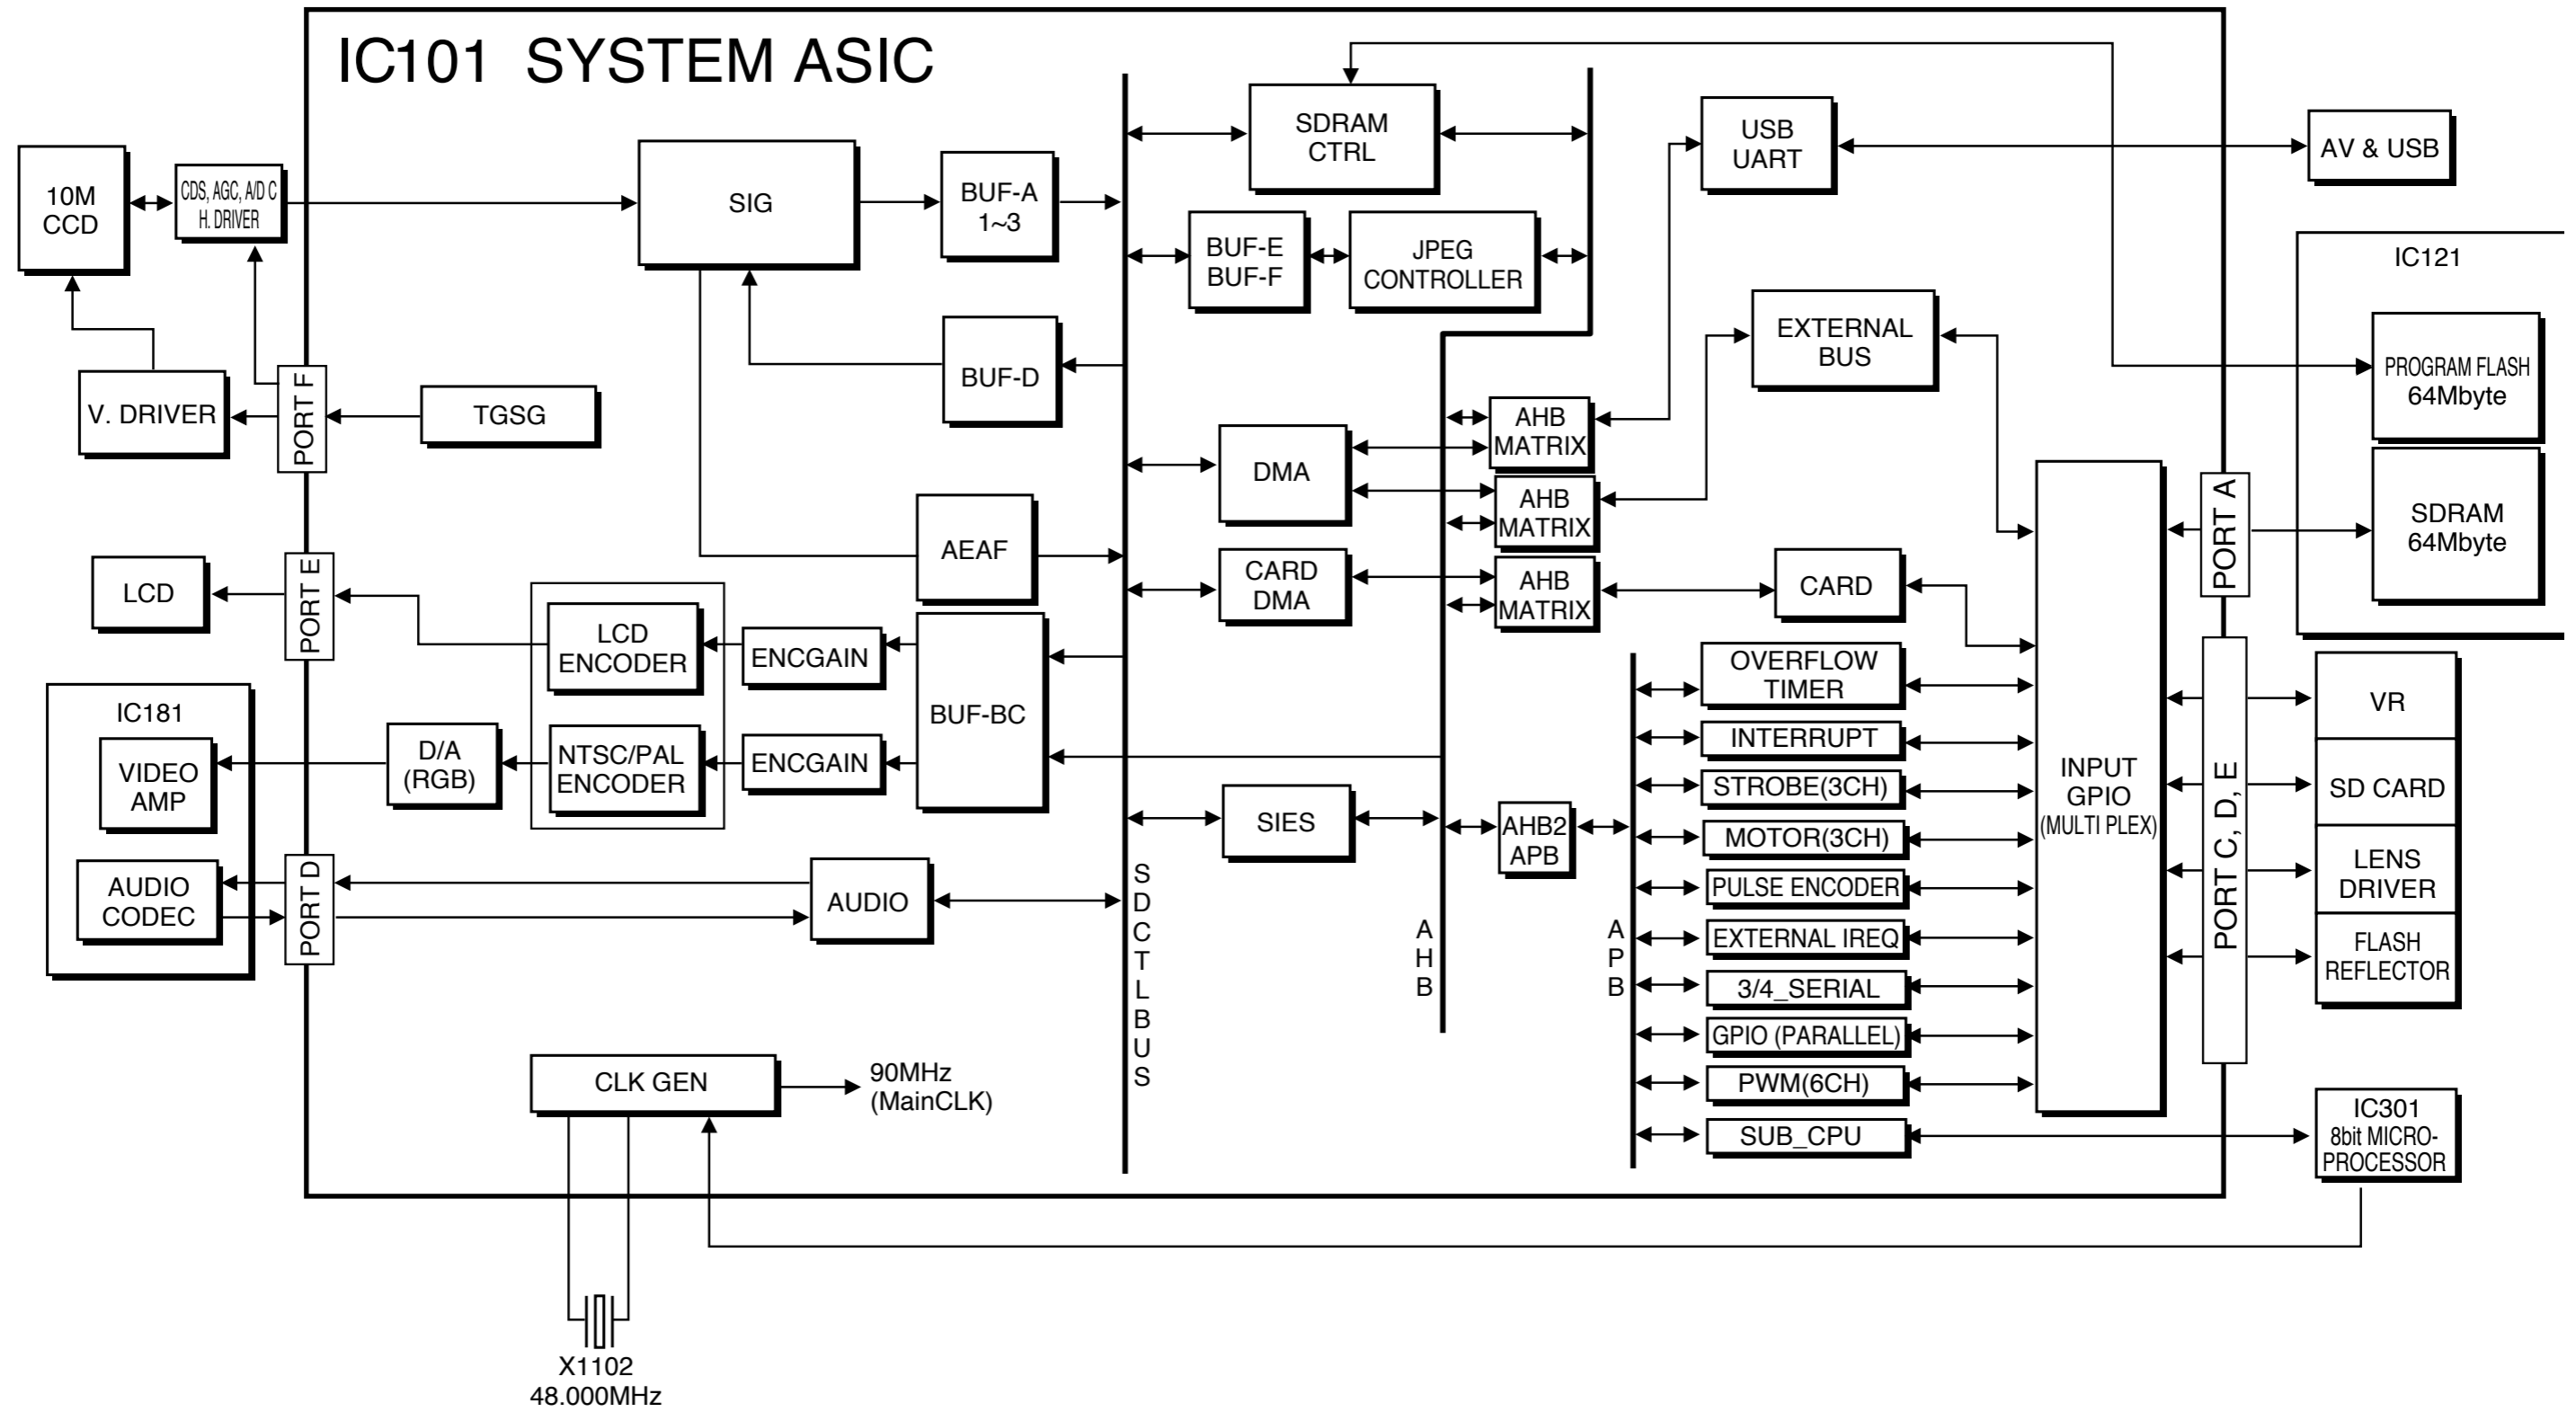 IC101 SYSTEM ASIC
10M
CCD
CDS, AGC, A/D C
H. DRIVER
SIG
BUF-A
1~3
BUF-D
V. DRIVER
PORT F
TGSG
AEAF
LCD
PORT E
LCD
ENCODER
ENCGAIN
BUF-BC
IC181
VIDEO
AMP
D/A
(RGB)
NTSC/PAL
ENCODER
ENCGAIN
AUDIO
CODEC
PORT D
AUDIO
CLK GEN
90MHz
(MainCLK)
X1102
48.000MHz
SDCTLBUS
SDRAM
CTRL
BUF-E
BUF-F
JPEG
CONTROLLER
DMA
CARD
DMA
SIES
AHB
AHB
MATRIX
AHB
MATRIX
AHB
MATRIX
AHB2
APB
APB
USB
UART
EXTERNAL
BUS
CARD
OVERFLOW
TIMER
INTERRUPT
STROBE(3CH)
MOTOR(3CH)
PULSE ENCODER
EXTERNAL IREQ
3/4_SERIAL
GPIO (PARALLEL)
PWM(6CH)
SUB_CPU
INPUT
GPIO
(MULTI PLEX)
PORT A
PORT C, D, E
AV & USB
IC121
PROGRAM FLASH
64Mbyte
SDRAM
64Mbyte
VR
SD CARD
LENS
DRIVER
FLASH
REFLECTOR
IC301
8bit MICRO-
PROCESSOR